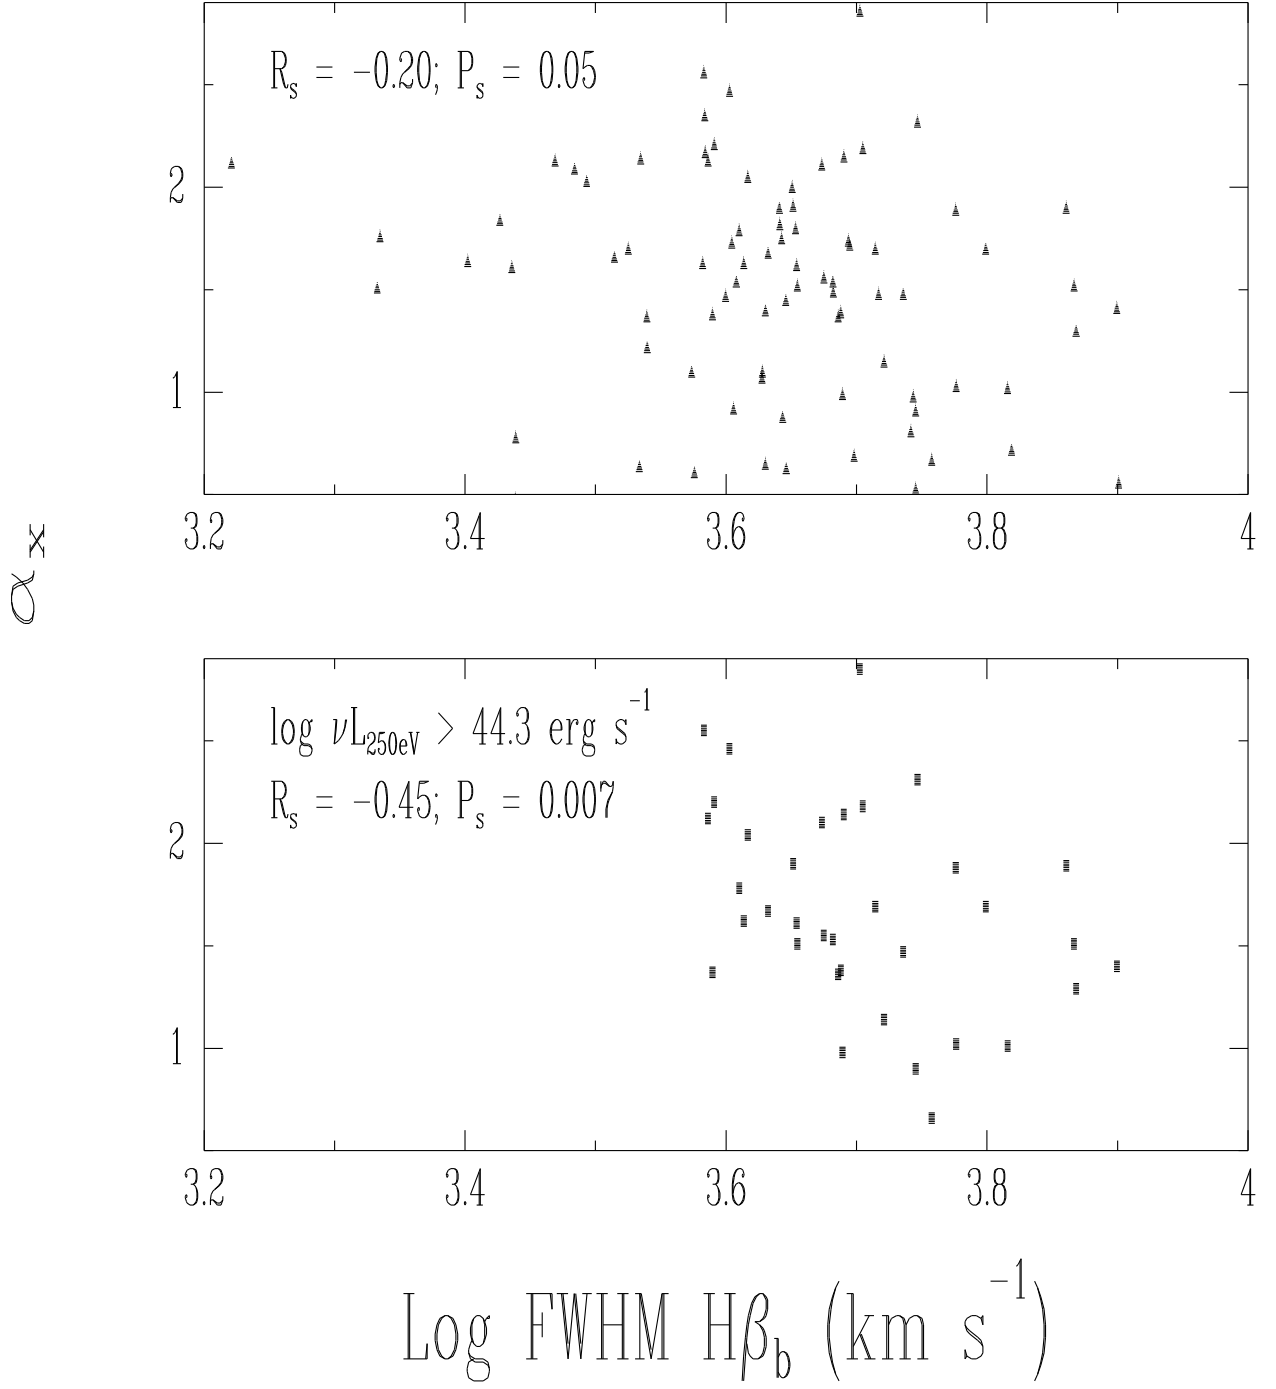 R_s = −0.20; P_s = 0.05
2
1
3.2 3.4 3.6 3.8 4
α_x
log νL_250eV > 44.3 erg s^−1
R_s = −0.45; P_s = 0.007
2
1
3.2 3.4 3.6 3.8 4
Log FWHM Hβ_b (km s^−1)